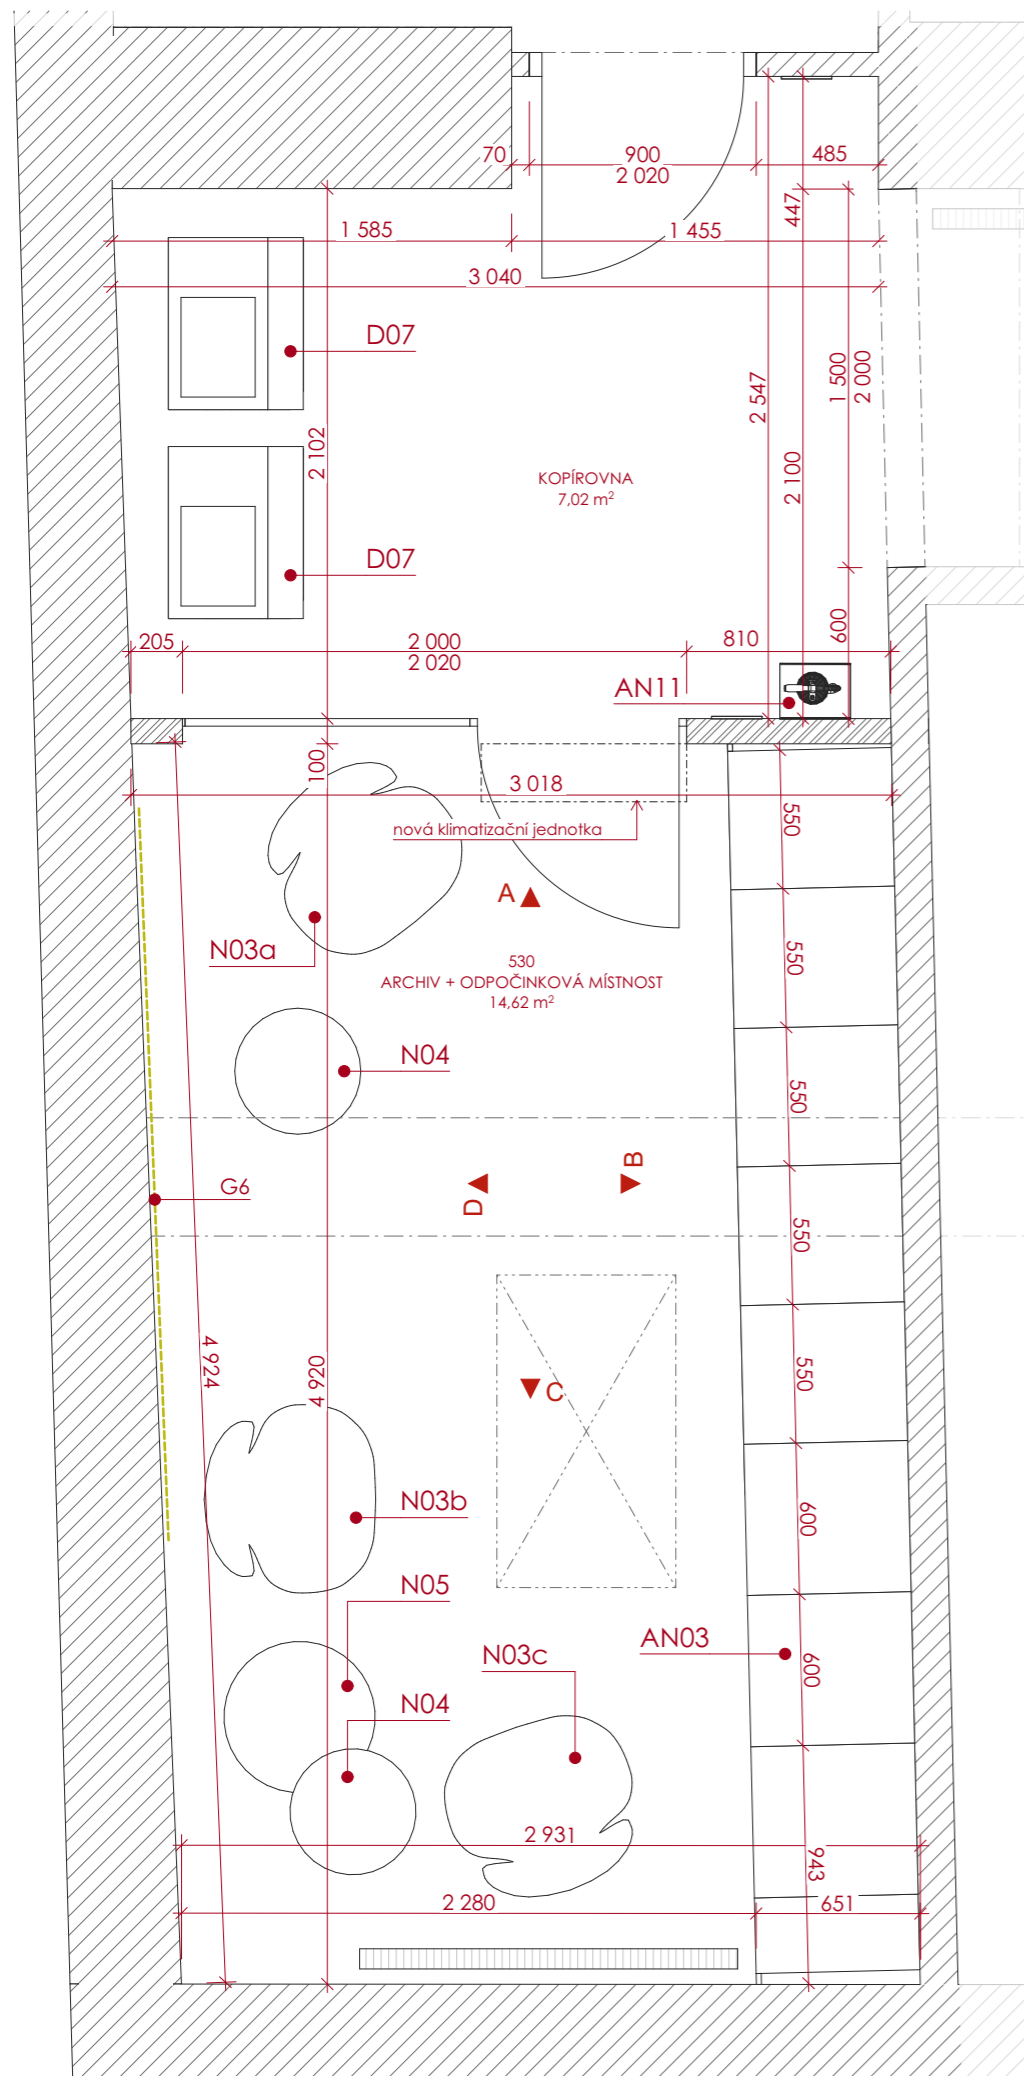 70
900
2 020
485
447
1 585
1 455
3 040
D07
2 547
1 500
2 000
2 102
2 100
KOPÍROVNA
7,02 m²
D07
600
205
2 000
2 020
810
AN11
100
3 018
550
nová klimatizační jednotka
A
N03a
530
ARCHIV + ODPOČINKOVÁ MÍSTNOST
14,62 m²
550
N04
550
G6
D
B
550
4 924
4 920
C
550
N03b
600
N05
N03c
AN03
600
N04
2 931
943
2 280
651